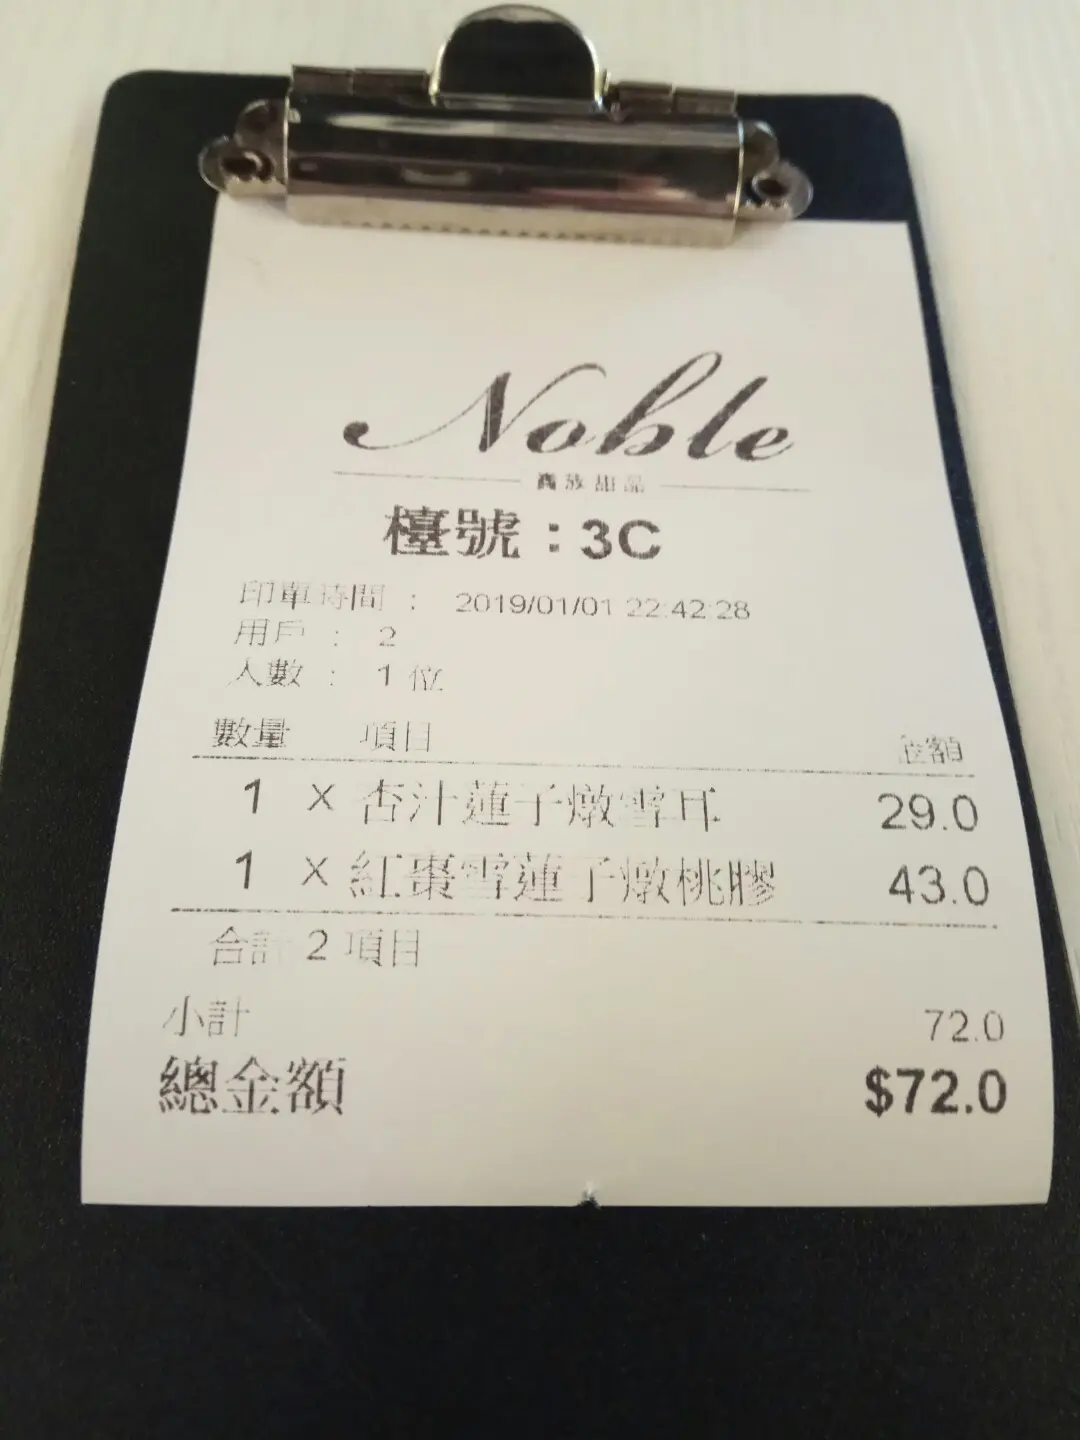 Noble
貴族甜品
檯號：3C
印單時間 ： 2019/01/01 22:42:28
用戶 ： 2
人數 ： 1 位
數量 項目 金額
1 x 杏汁蓮子燉雪耳 29.0
1 x 紅棗雪蓮子燉桃膠 43.0
合計 2 項目
小計 72.0
總金額 $72.0